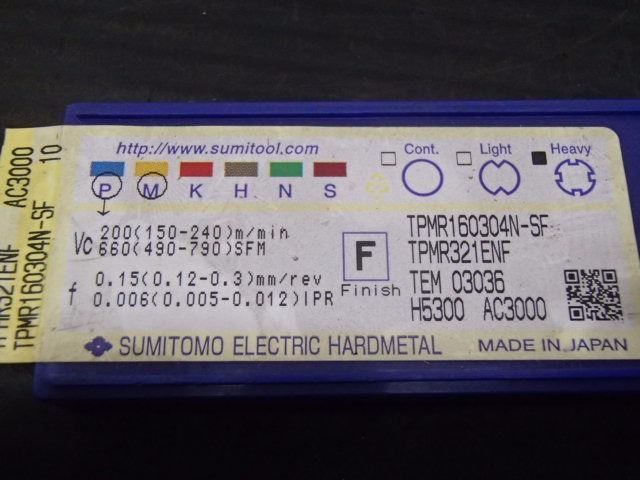 http://www.sumitool.com
Cont. Light Heavy
P M K H N S
Vc 200(150-240)m/min
660(490-790)SFM
f 0.15(0.12-0.3)mm/rev
0.006(0.005-0.012)IPR
F
Finish
TPMR160304N-SF
TPMR321ENF
TEM 03036
H5300 AC3000
SUMITOMO ELECTRIC HARDMETAL MADE IN JAPAN
TPMR321ENF AC3000
TPMR160304N-SF 10